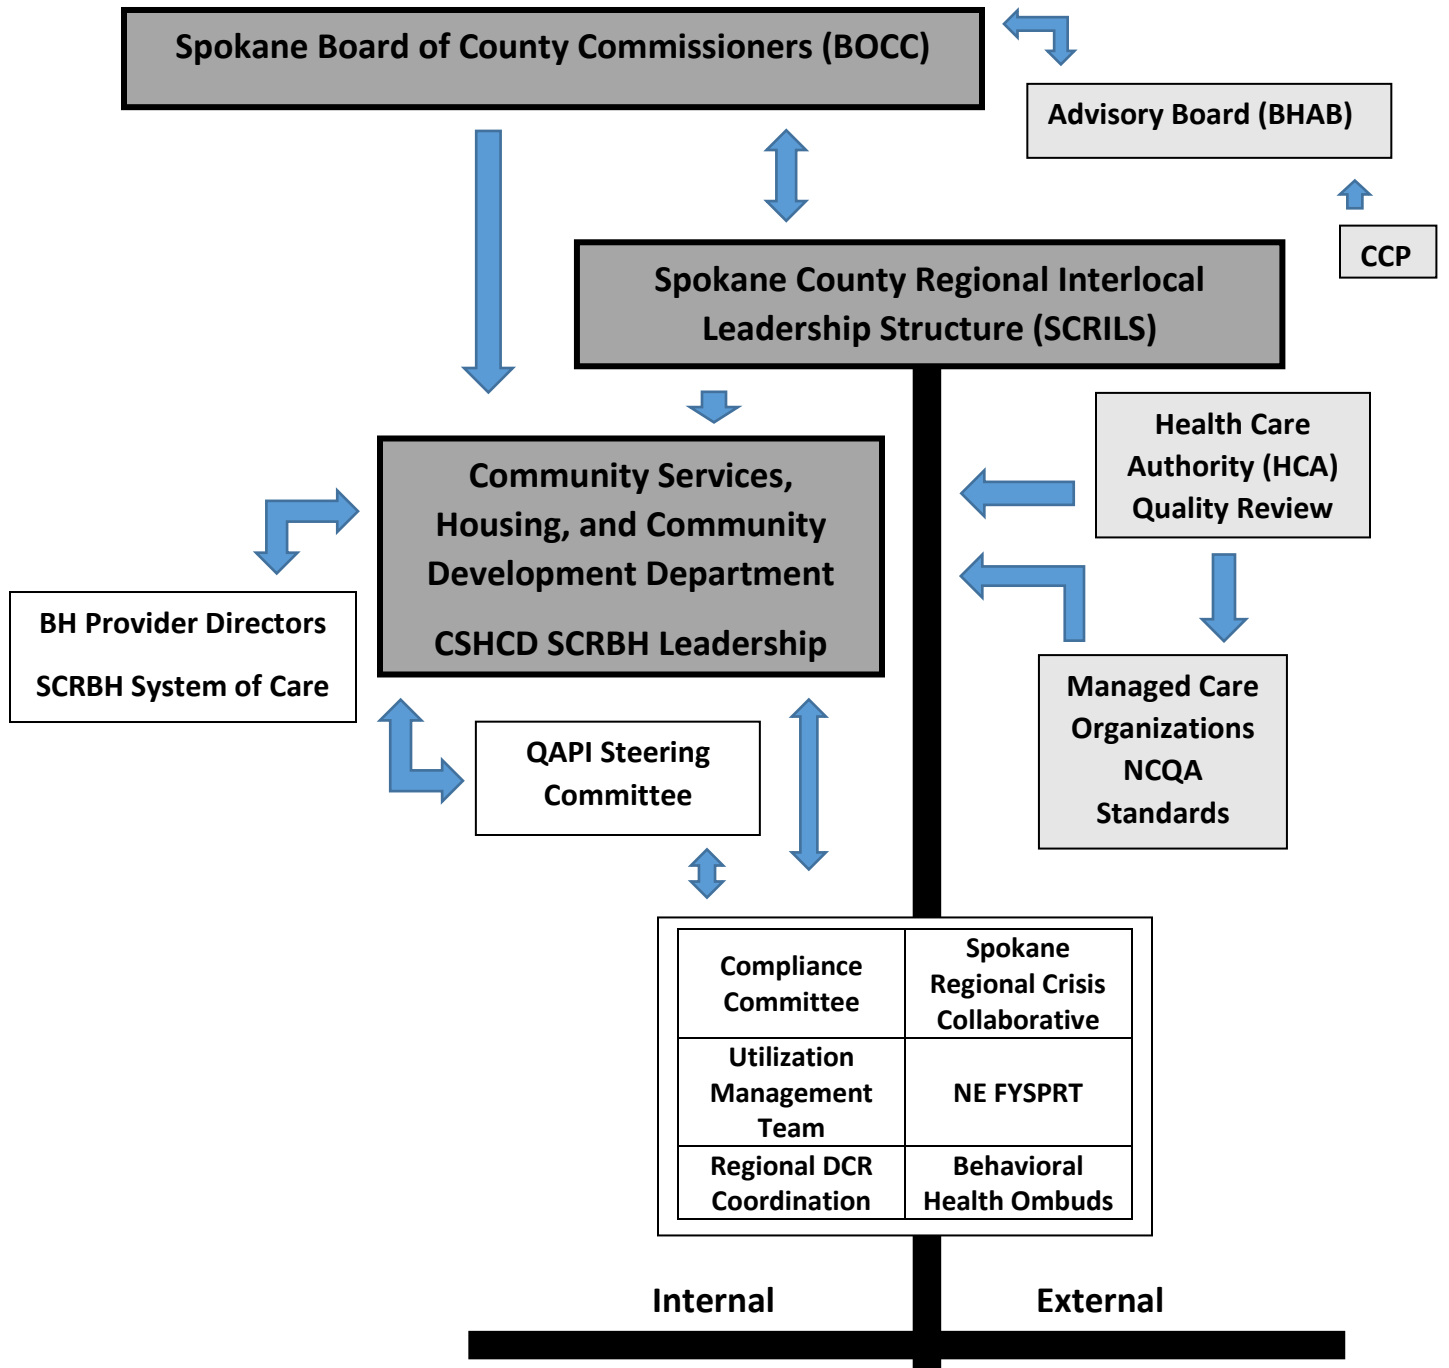 Spokane Board of County Commissioners (BOCC)
Advisory Board (BHAB)
CCP
Spokane County Regional Interlocal
Leadership Structure (SCRILS)
Health Care
Authority (HCA)
Quality Review
Community Services,
Housing, and Community
Development Department
CSHCD SCRBH Leadership
BH Provider Directors
SCRBH System of Care
Managed Care
Organizations
NCQA
Standards
QAPI Steering
Committee
Compliance
Committee
Spokane
Regional Crisis
Collaborative
Utilization
Management
Team
NE FYSPRT
Regional DCR
Coordination
Behavioral
Health Ombuds
Internal
External